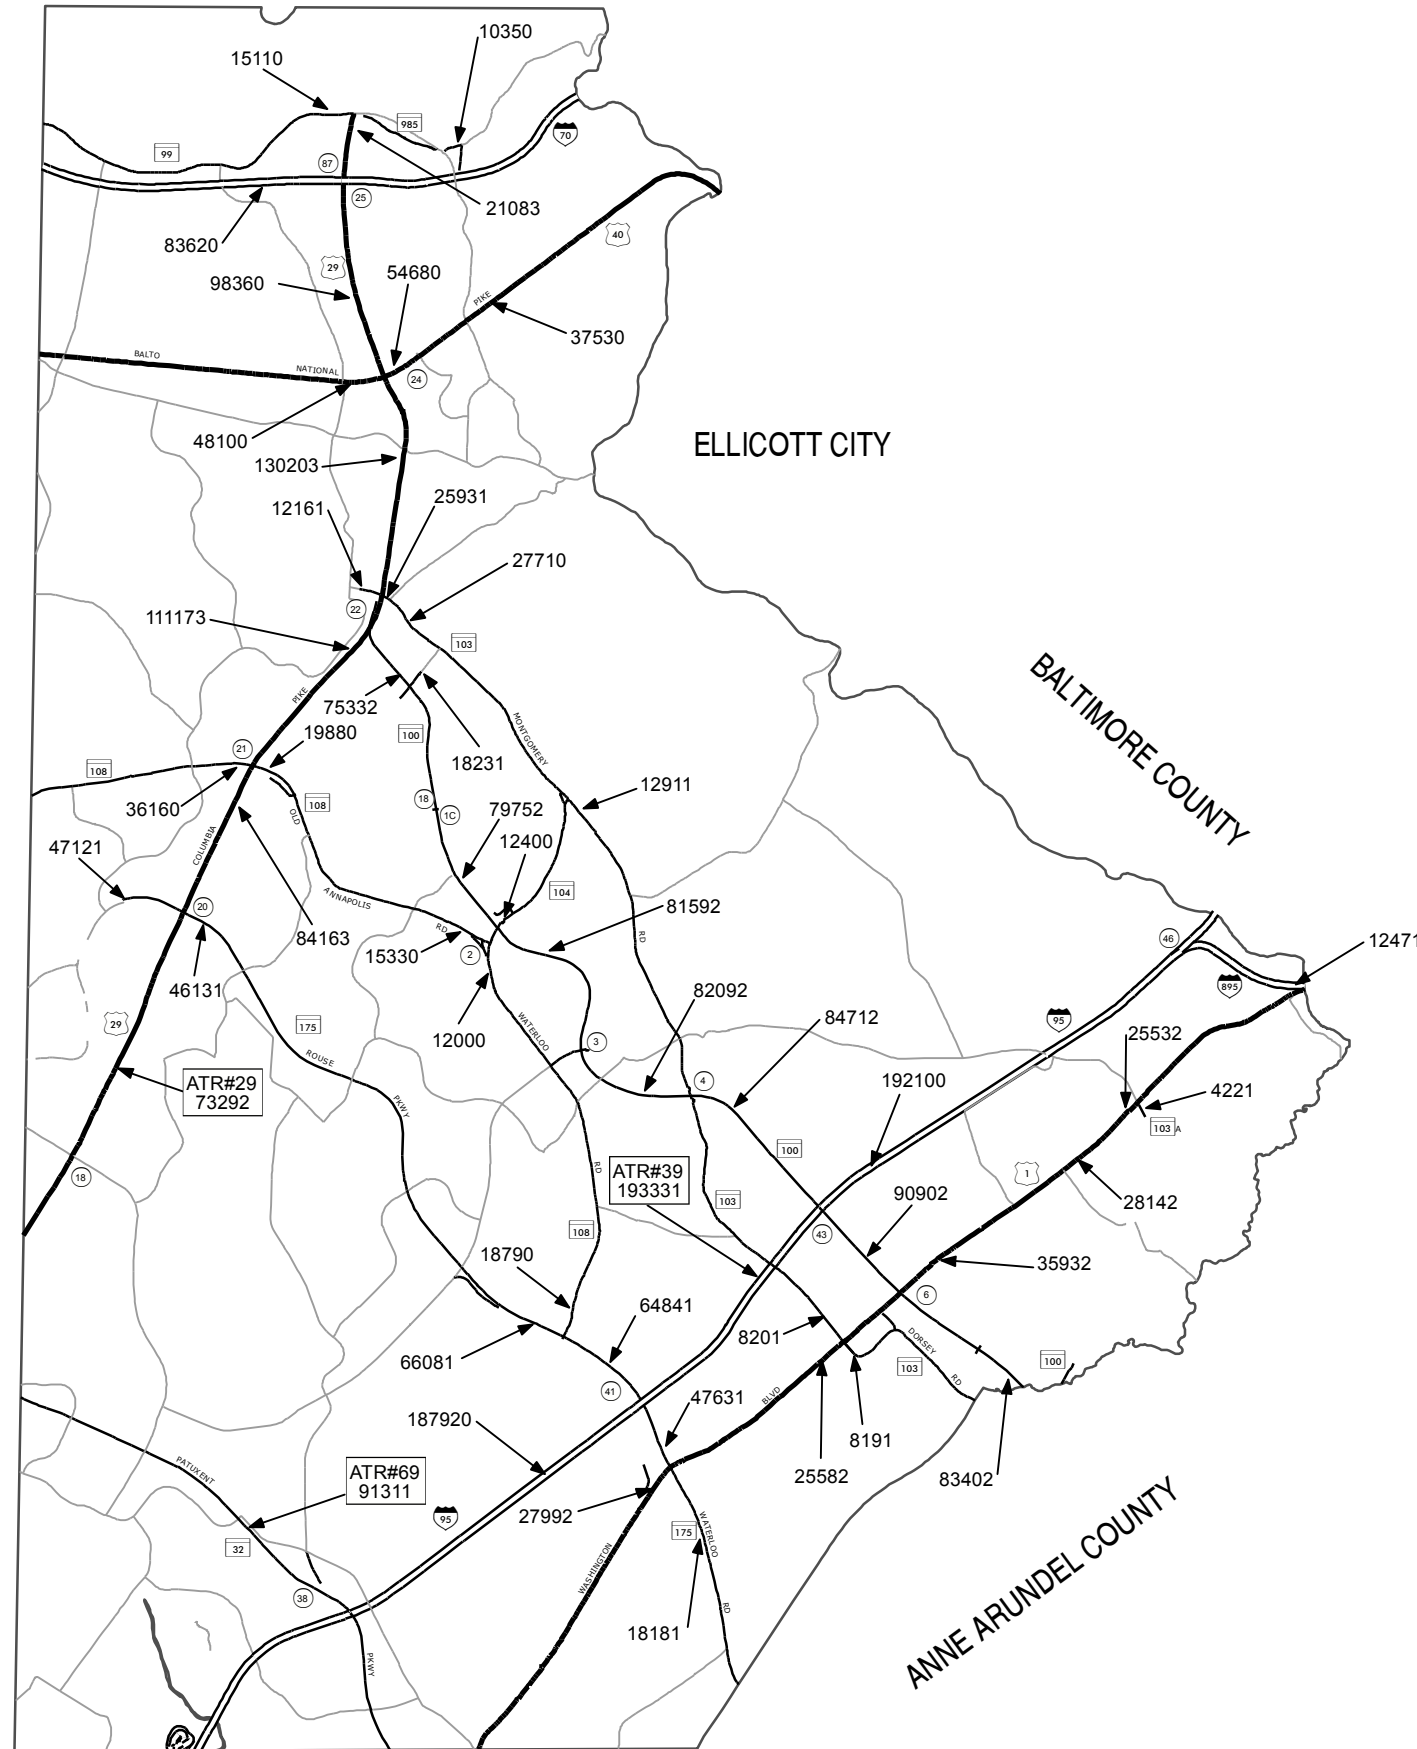 10350
15110
985
70
99
87
25
21083
83620
40
29
54680
98360
PIKE
37530
BALTO
NATIONAL
24
48100
ELLICOTT CITY
130203
25931
12161
27710
22
111173
103
BALTIMORE COUNTY
PIKE
75332
MONTGOMERY
19880
100
21
18231
108
12911
36160
108
18
OLD
1C
79752
COLUMBIA
12400
47121
104
ANNAPOLIS
81592
20
RD
RD
84163
15330
2
46
12471
46131
895
82092
29
175
WATERLOO
84712
95
12000
3
25532
ROUSE
ATR#29
73292
4
192100
4221
PKWY
103 A
100
18
RD
ATR#39
193331
1
103
90902
28142
108
43
18790
35932
64841
6
8201
DORSEY
66081
103
RD
100
41
BLVD
47631
187920
8191
25582
83402
PATUXENT
ATR#69
91311
95
27992
ANNE ARUNDEL COUNTY
175
WATERLOO
32
WASHINGTON
38
RD
18181
PKWY